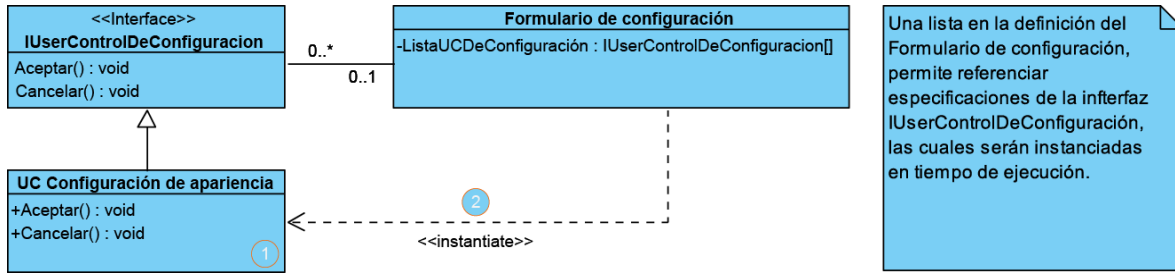 <<Interface>>
IUserControlDeConfiguracion
Aceptar() : void
Cancelar() : void
0..*
0..1
Formulario de configuración
-ListaUCDeConfiguración : IUserControlDeConfiguracion[]
UC Configuración de apariencia
+Aceptar() : void
+Cancelar() : void
1
2
<<instantiate>>
Una lista en la definición del
Formulario de configuración,
permite referenciar
especificaciones de la infterfaz
IUserControlDeConfiguración,
las cuales serán instanciadas
en tiempo de ejecución.